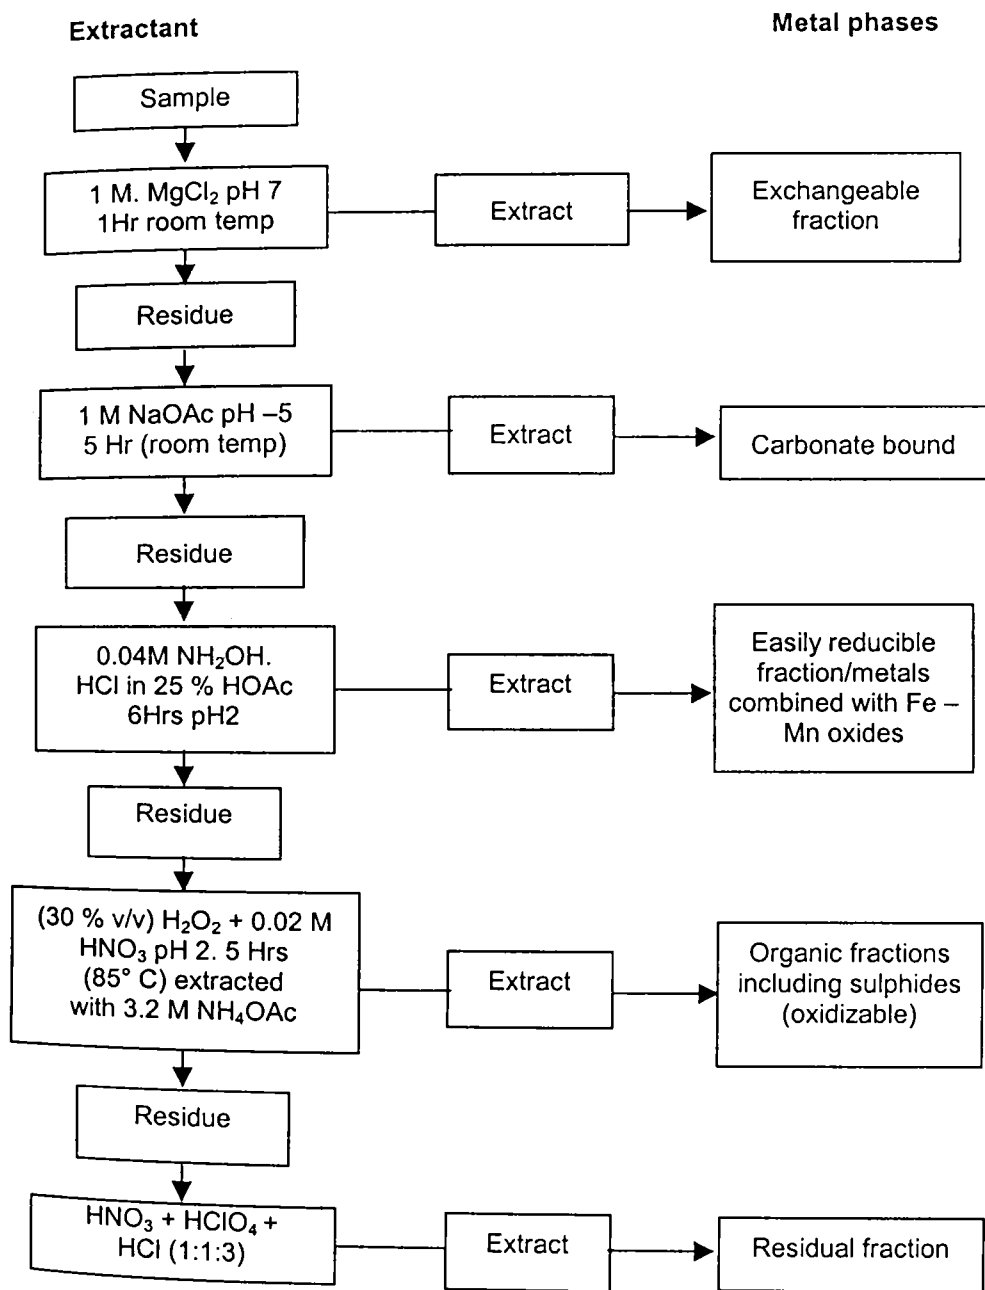 Extractant
Metal phases
Sample
1 M. MgCl₂ pH 7
1Hr room temp
Extract
Exchangeable
fraction
Residue
1 M NaOAc pH –5
5 Hr (room temp)
Extract
Carbonate bound
Residue
0.04M NH₂OH.
HCl in 25 % HOAc
6Hrs pH2
Extract
Easily reducible
fraction/metals
combined with Fe –
Mn oxides
Residue
(30 % v/v) H₂O₂ + 0.02 M
HNO₃ pH 2. 5 Hrs
(85° C) extracted
with 3.2 M NH₄OAc
Extract
Organic fractions
including sulphides
(oxidizable)
Residue
HNO₃ + HClO₄ +
HCl (1:1:3)
Extract
Residual fraction